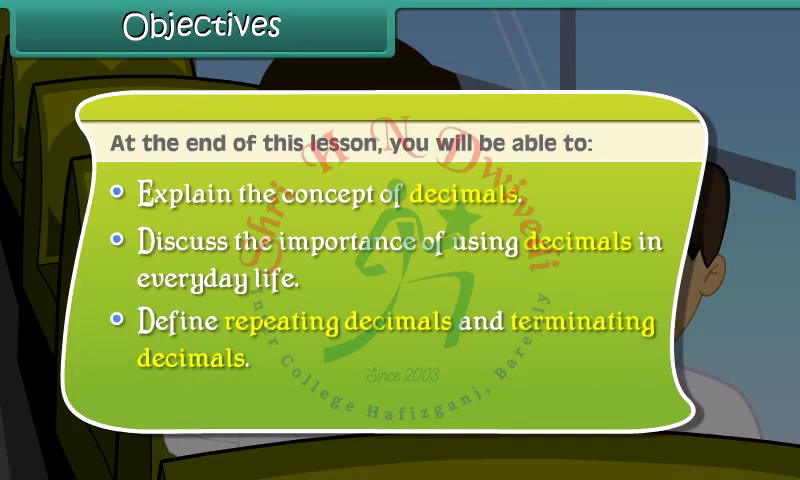 Objectives
At the end of this lesson, you will be able to:
Explain the concept of decimals.
Discuss the importance of using decimals in
everyday life.
Define repeating decimals and terminating
decimals.
Shri H N Dwivedi
Inter College Hafizganj, Bareilly
Since 2003